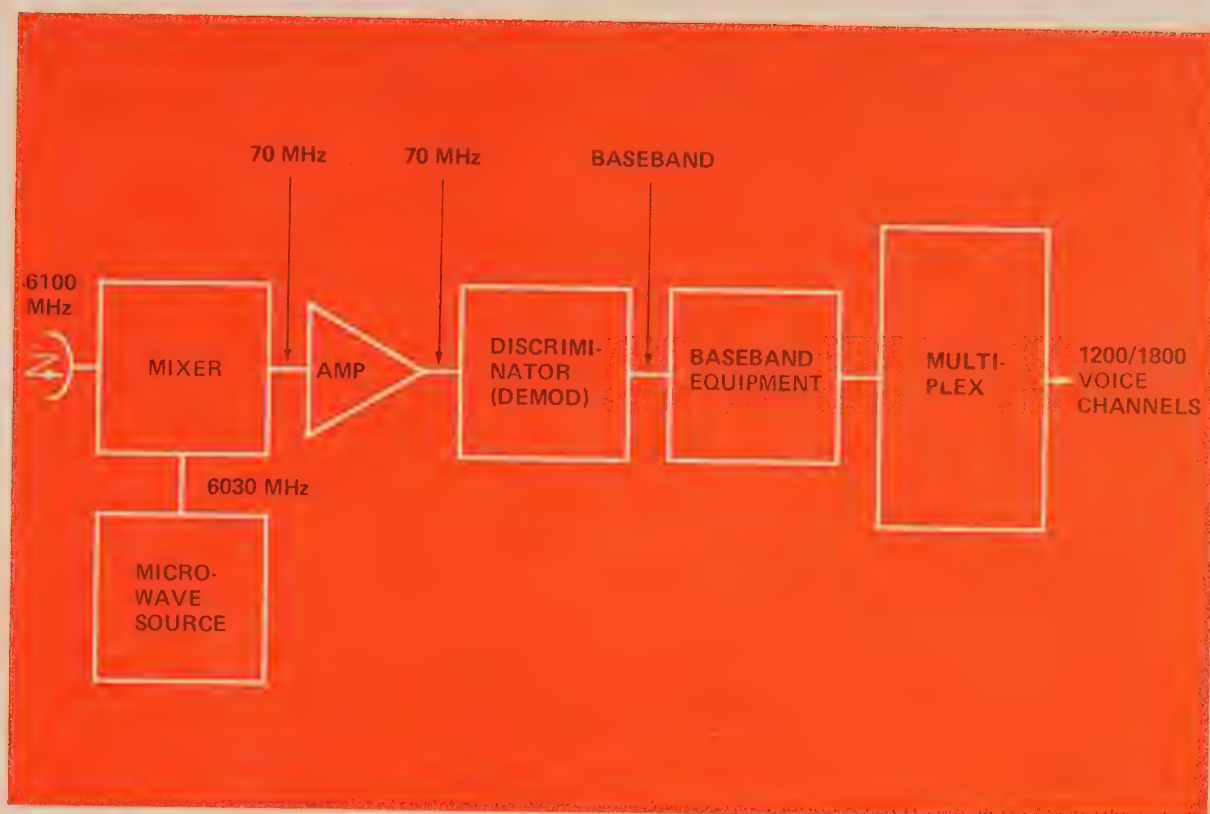 70 MHz
70 MHz
BASEBAND
6100
MHz
MIXER
AMP
DISCRIMI-
NATOR
(DEMOD)
BASEBAND
EQUIPMENT
MULTI-
PLEX
1200/1800
VOICE
CHANNELS
6030 MHz
MICRO-
WAVE
SOURCE